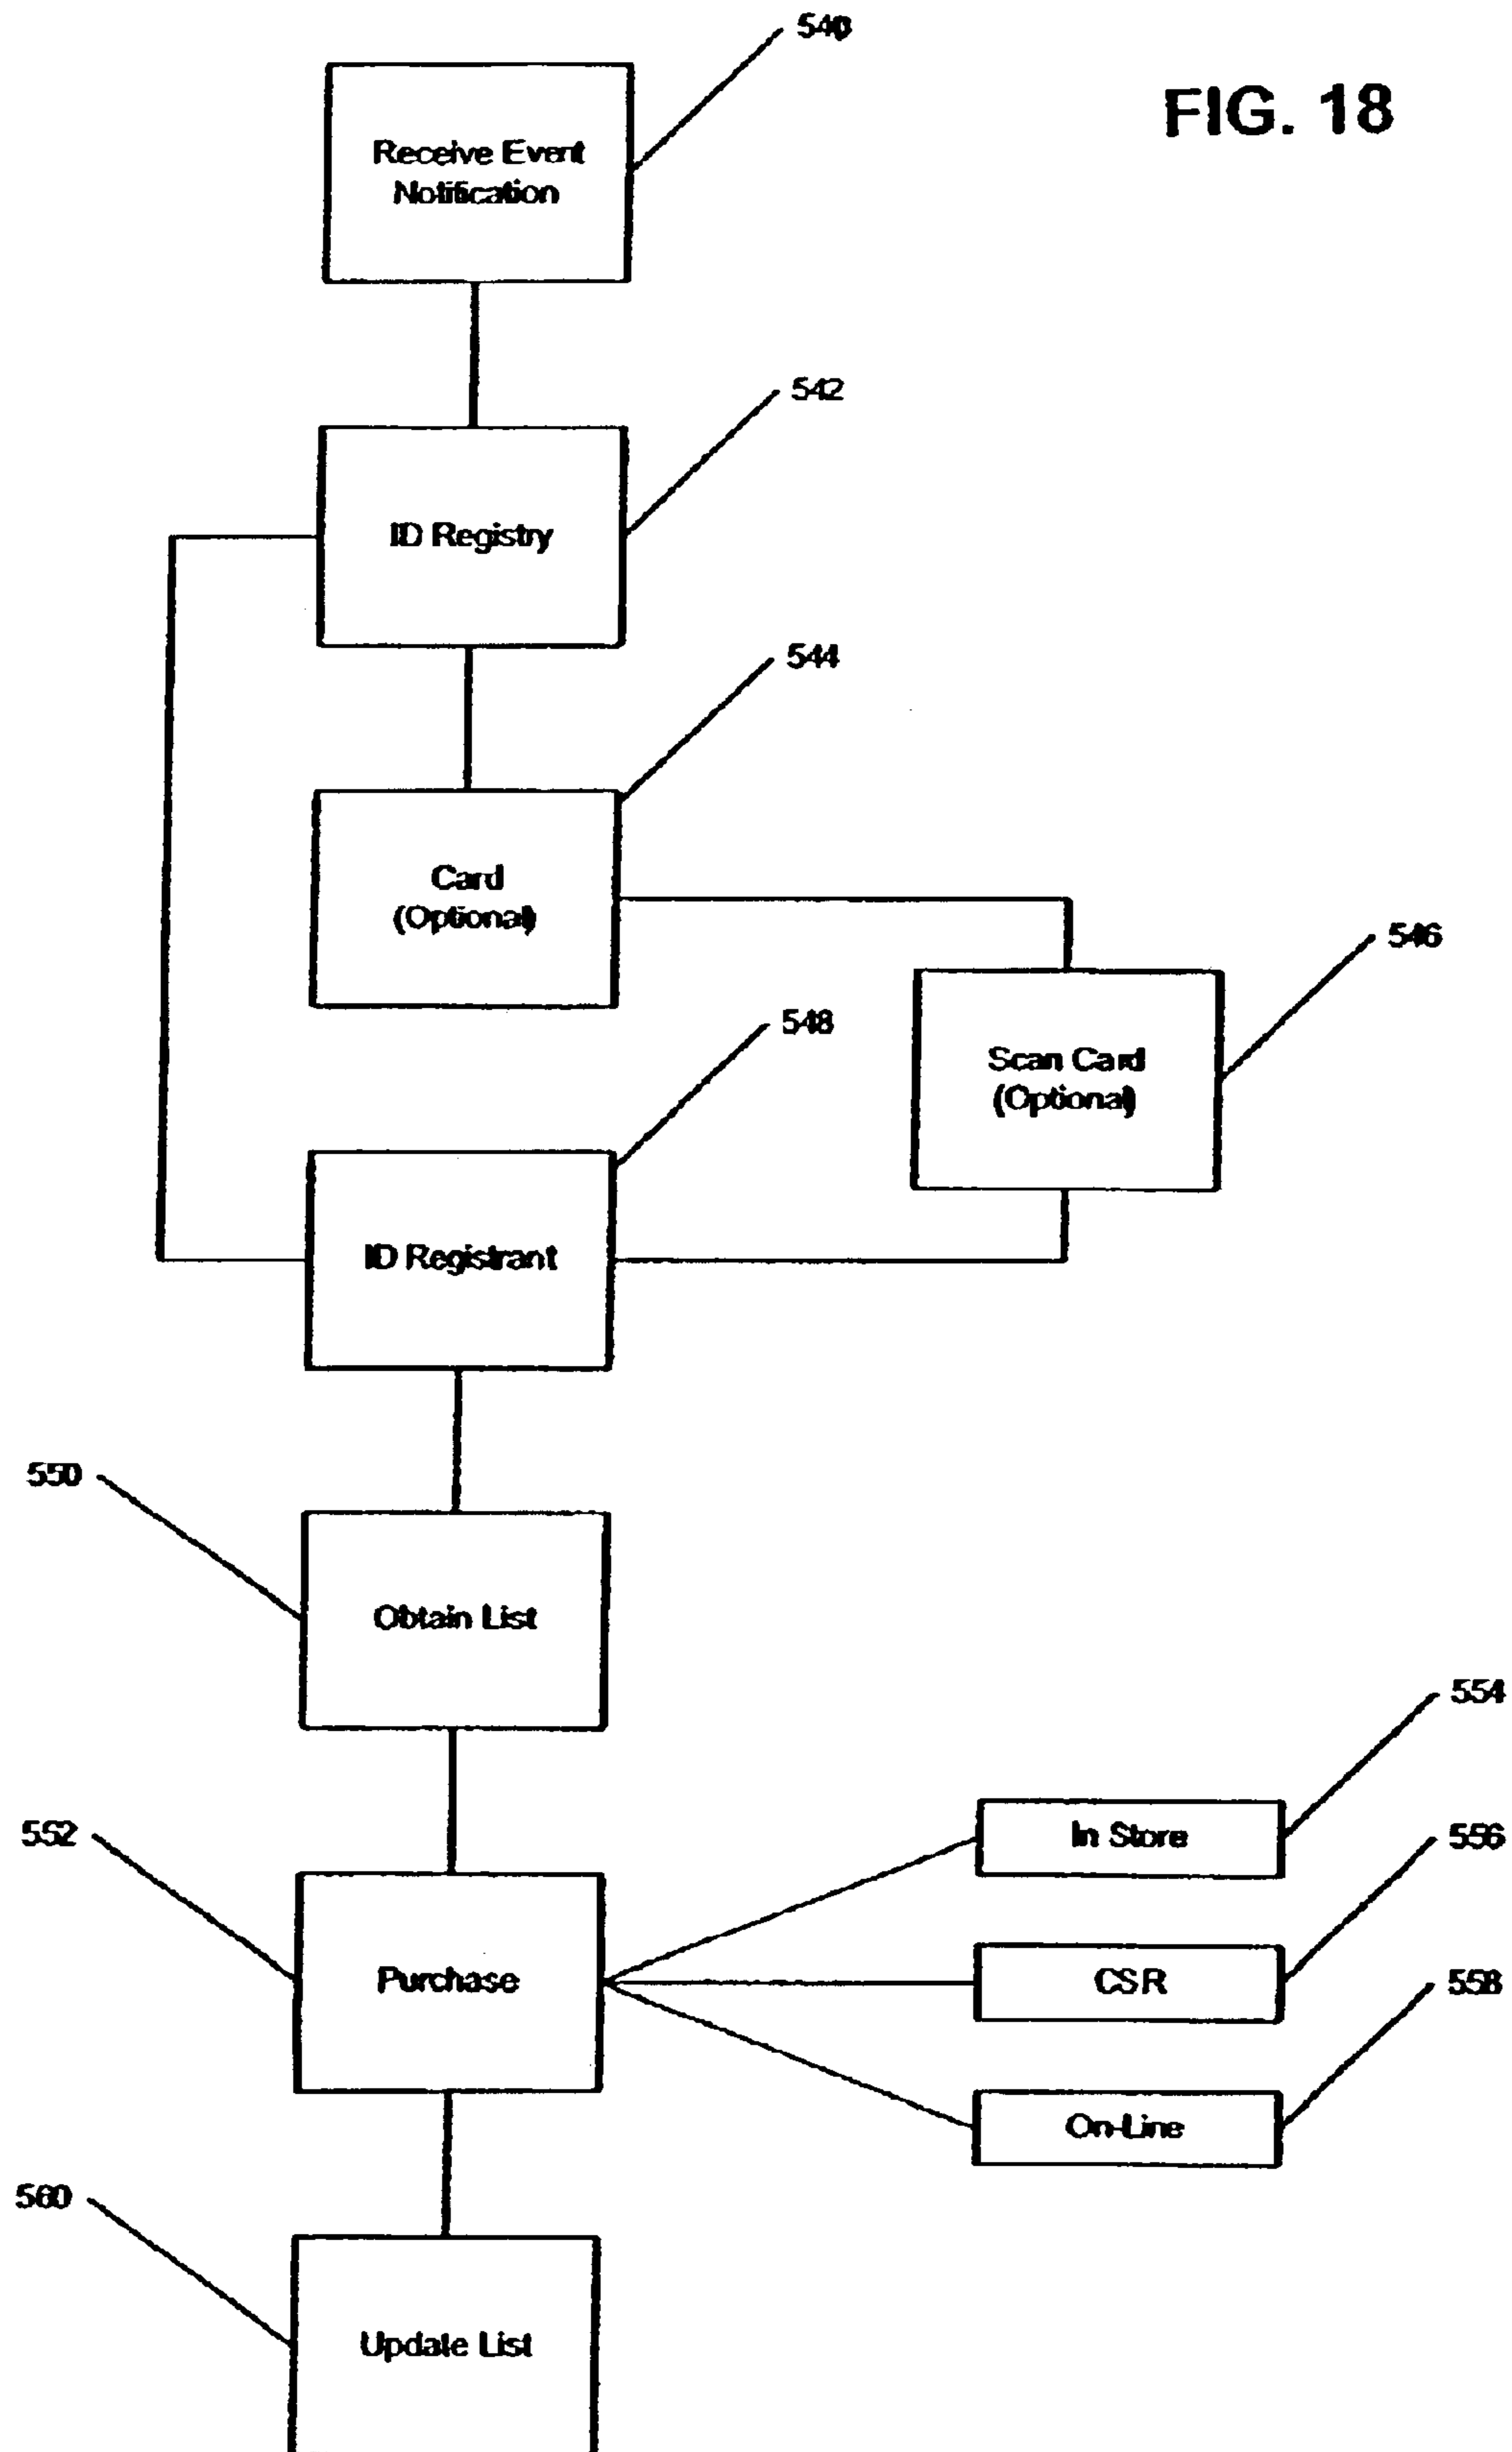 540
FIG. 18
Receive Event
Notification
542
ID Registry
544
Card
(Optional)
546
Scan Card
(Optional)
548
ID Registrant
550
Obtain List
554
In Store
552
556
Purchase
CSR
558
On-Line
560
Update List